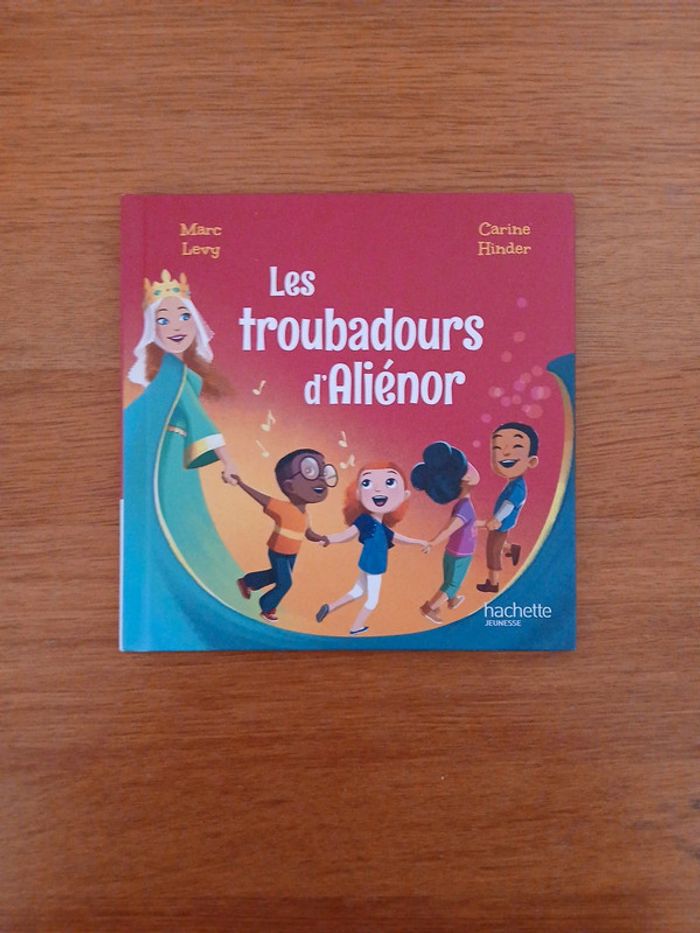 Marc
Levy
Carine
Hinder
Les
troubadours
d'Aliénor
hachette
JEUNESSE